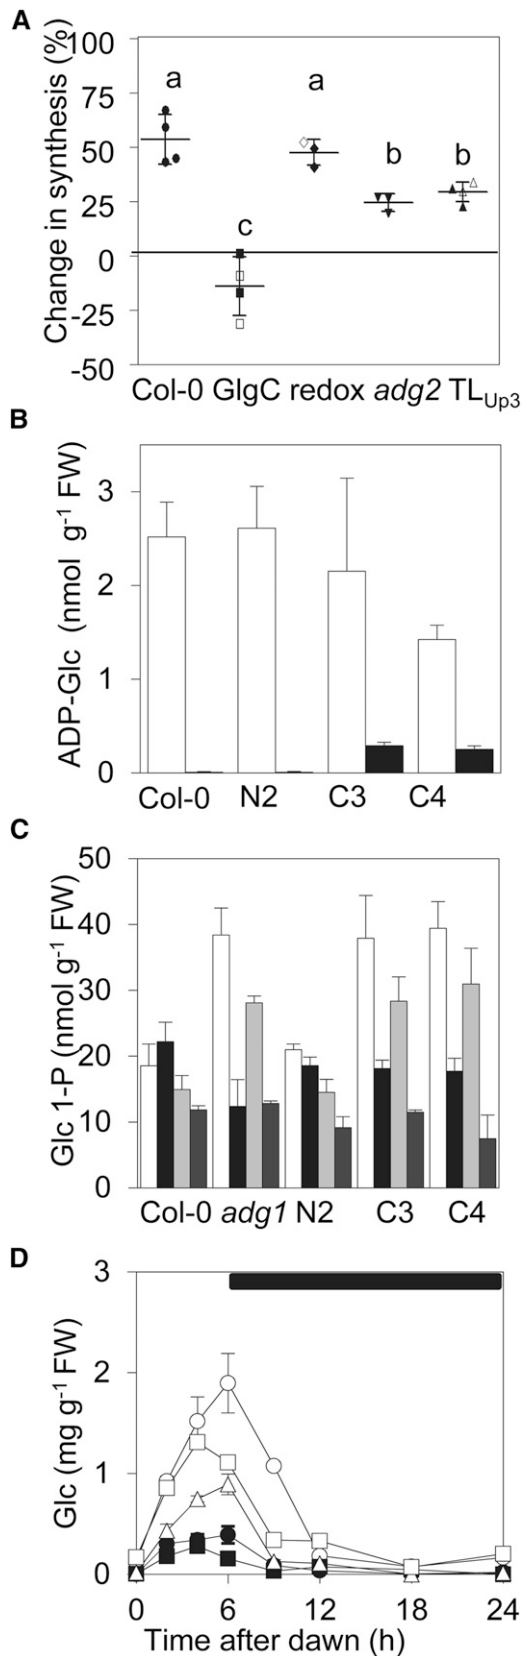 A
Change in synthesis (%)
100
75
50
25
0
-25
-50
a
c
a
b
b
Col-0 GlgC redox adg2 TLUp3
B
ADP-Glc (nmol g-1 FW)
3
2
1
0
Col-0 N2 C3 C4
C
Glc 1-P (nmol g-1 FW)
50
40
30
20
10
0
Col-0 adg1 N2 C3 C4
D
Glc (mg g-1 FW)
3
2
1
0
0 6 12 18 24
Time after dawn (h)